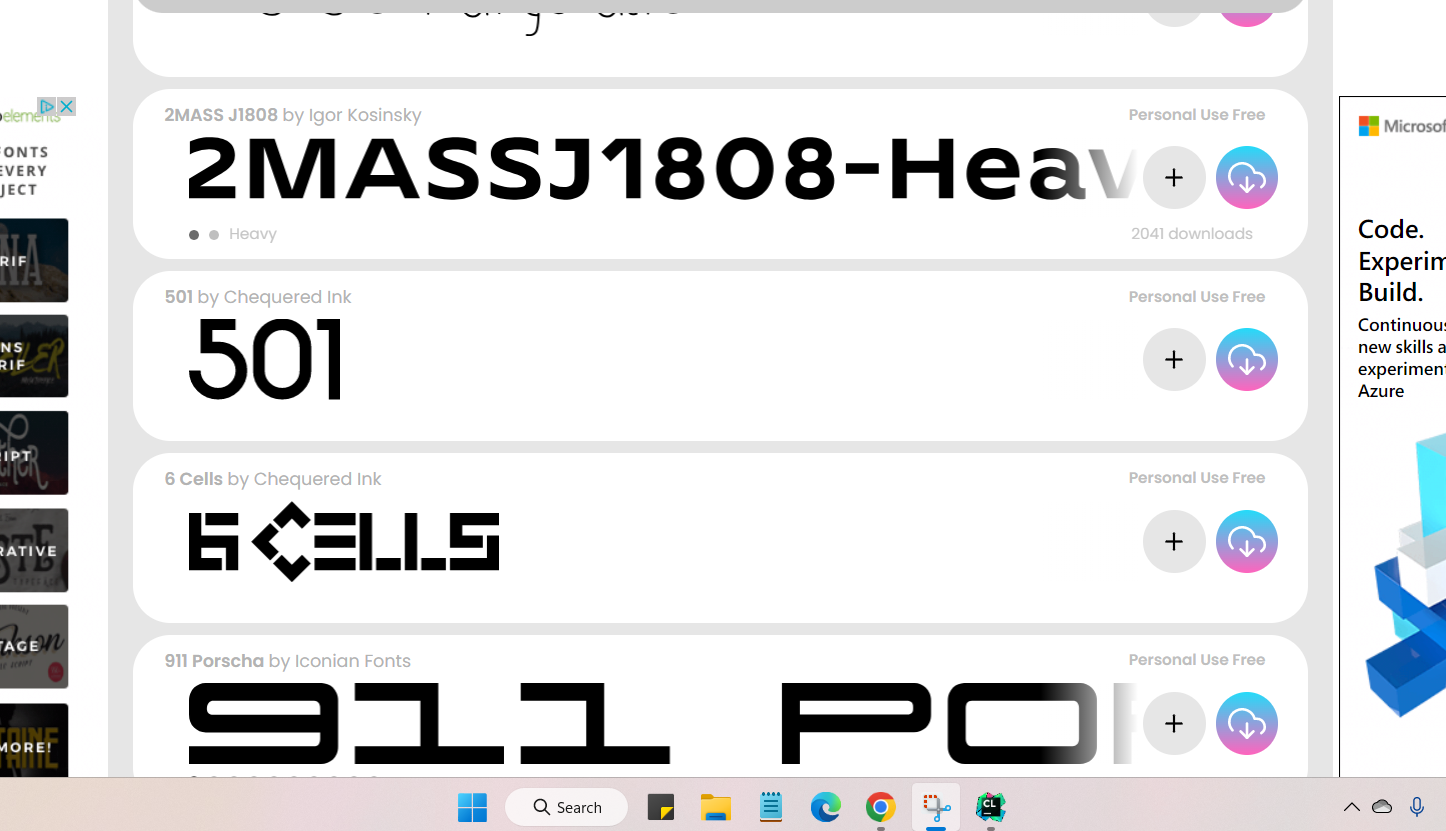 elements
FONTS
EVERY
JECT
RIF
NS
RIF
IPT
RATIVE
TAGE
MORE!
2MASS J1808 by Igor Kosinsky
Personal Use Free
2MASSJ1808-Heav
+
Heavy
2041 downloads
501 by Chequered Ink
Personal Use Free
501
+
6 Cells by Chequered Ink
Personal Use Free
6 CELLS
+
911 Porscha by Iconian Fonts
Personal Use Free
911 POR
+
Microsof
Code.
Experim
Build.
Continuous
new skills a
experiment
Azure
Search
CL